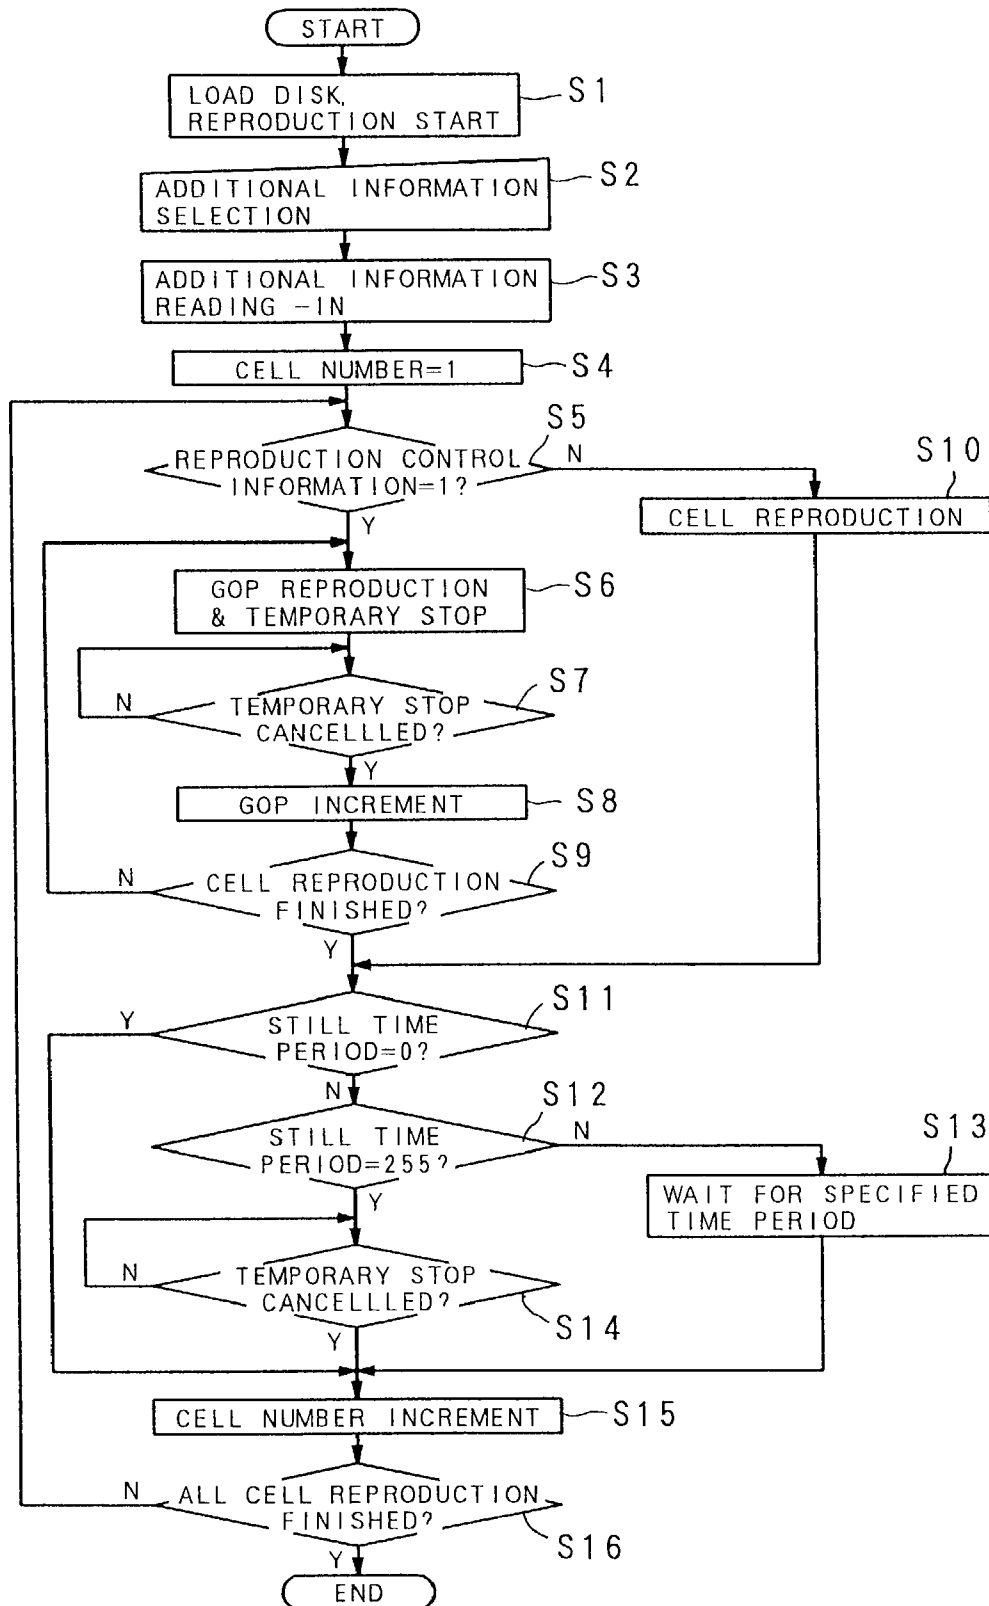 START
LOAD DISK,
REPRODUCTION START
S1
ADDITIONAL INFORMATION
SELECTION
S2
ADDITIONAL INFORMATION
READING -IN
S3
CELL NUMBER=1
S4
REPRODUCTION CONTROL
INFORMATION=1?
S5
N
Y
S10
CELL REPRODUCTION
GOP REPRODUCTION
& TEMPORARY STOP
S6
TEMPORARY STOP
CANCELLLED?
S7
N
Y
GOP INCREMENT
S8
CELL REPRODUCTION
FINISHED?
S9
N
Y
STILL TIME
PERIOD=0?
S11
Y
N
STILL TIME
PERIOD=255?
S12
N
Y
S13
WAIT FOR SPECIFIED
TIME PERIOD
TEMPORARY STOP
CANCELLLED?
S14
N
Y
CELL NUMBER INCREMENT
S15
ALL CELL REPRODUCTION
FINISHED?
S16
N
Y
END